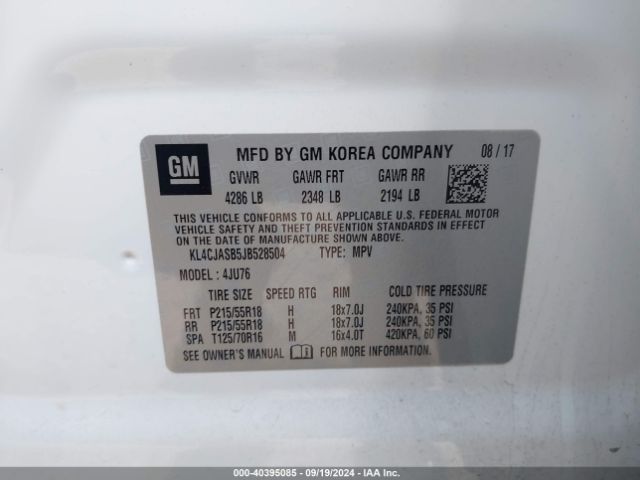 GM MFD BY GM KOREA COMPANY 08 / 17
GVWR GAWR FRT GAWR RR
4286 LB 2348 LB 2194 LB
THIS VEHICLE CONFORMS TO ALL APPLICABLE U.S. FEDERAL MOTOR
VEHICLE SAFETY AND THEFT PREVENTION STANDARDS IN EFFECT ON THE
DATE OF MANUFACTURE SHOWN ABOVE.
KL4CJASB5JB528504 TYPE: MPV
MODEL : 4JU76
TIRE SIZE SPEED RTG RIM COLD TIRE PRESSURE
FRT P215/55R18 H 18x7.0J 240KPA, 35 PSI
RR P215/55R18 H 18x7.0J 240KPA, 35 PSI
SPA T125/70R16 M 16x4.0T 420KPA, 60 PSI
SEE OWNER'S MANUAL FOR MORE INFORMATION.
000-40395085 - 09/19/2024 - IAA Inc.